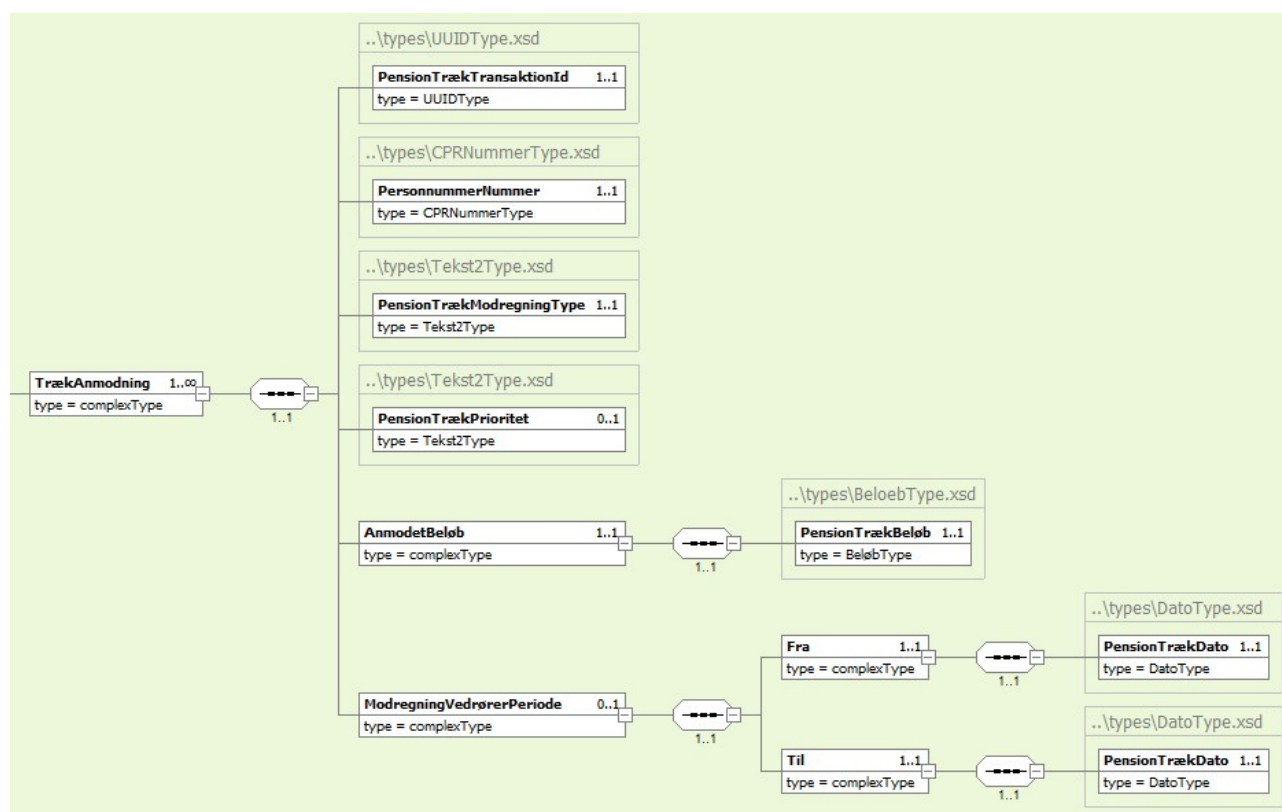 ..\types\UUIDType.xsd
PensionTrækTransaktionId 1..1
type = UUIDType
..\types\CPRNummerType.xsd
PersonnummerNummer 1..1
type = CPRNummerType
..\types\Tekst2Type.xsd
PensionTrækModregningType 1..1
type = Tekst2Type
TrækAnmodning 1..∞
type = complexType
1..1
..\types\Tekst2Type.xsd
PensionTrækPrioritet 0..1
type = Tekst2Type
AnmodetBeløb 1..1
type = complexType
1..1
..\types\BeloebType.xsd
PensionTrækBeløb 1..1
type = BeløbType
ModregningVedrørerPeriode 0..1
type = complexType
1..1
Fra 1..1
type = complexType
1..1
..\types\DatoType.xsd
PensionTrækDato 1..1
type = DatoType
Til 1..1
type = complexType
1..1
..\types\DatoType.xsd
PensionTrækDato 1..1
type = DatoType